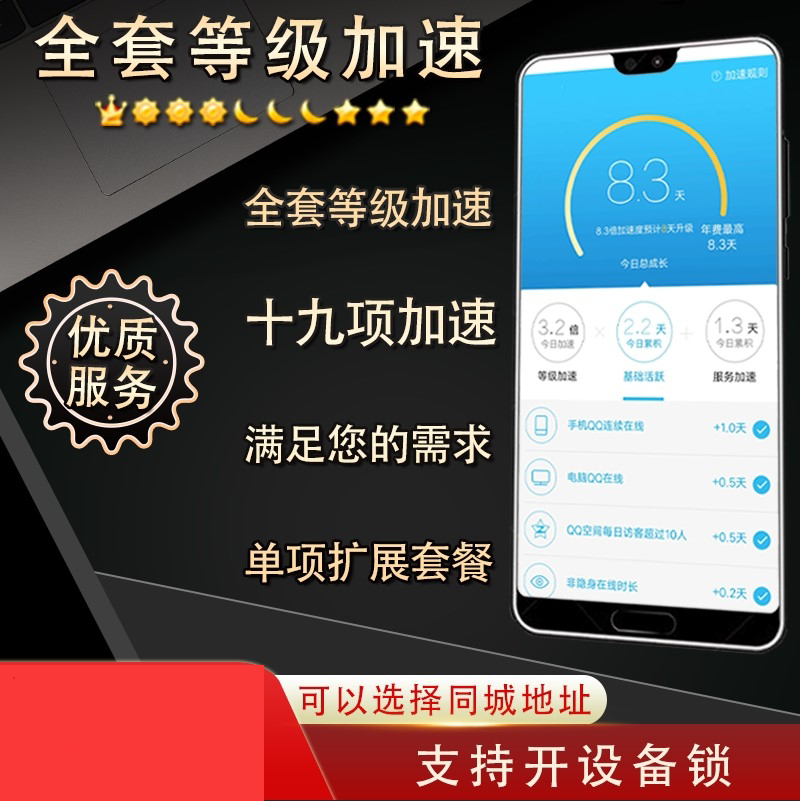 全套等级加速
全套等级加速
十九项加速
满足您的需求
单项扩展套餐
优质
服务
加速规则
8.3天
8.3倍加速度预计8天升级
年费最高
8.3天
今日总成长
3.2倍
今日加速
等级加速
×
2.2天
今日累积
基础活跃
+
1.3天
今日累积
服务加速
手机QQ连续在线 +1.0天
电脑QQ在线 +0.5天
QQ空间每日访客超过10人 +0.5天
非隐身在线时长 +0.2天
可以选择同城地址
支持开设备锁